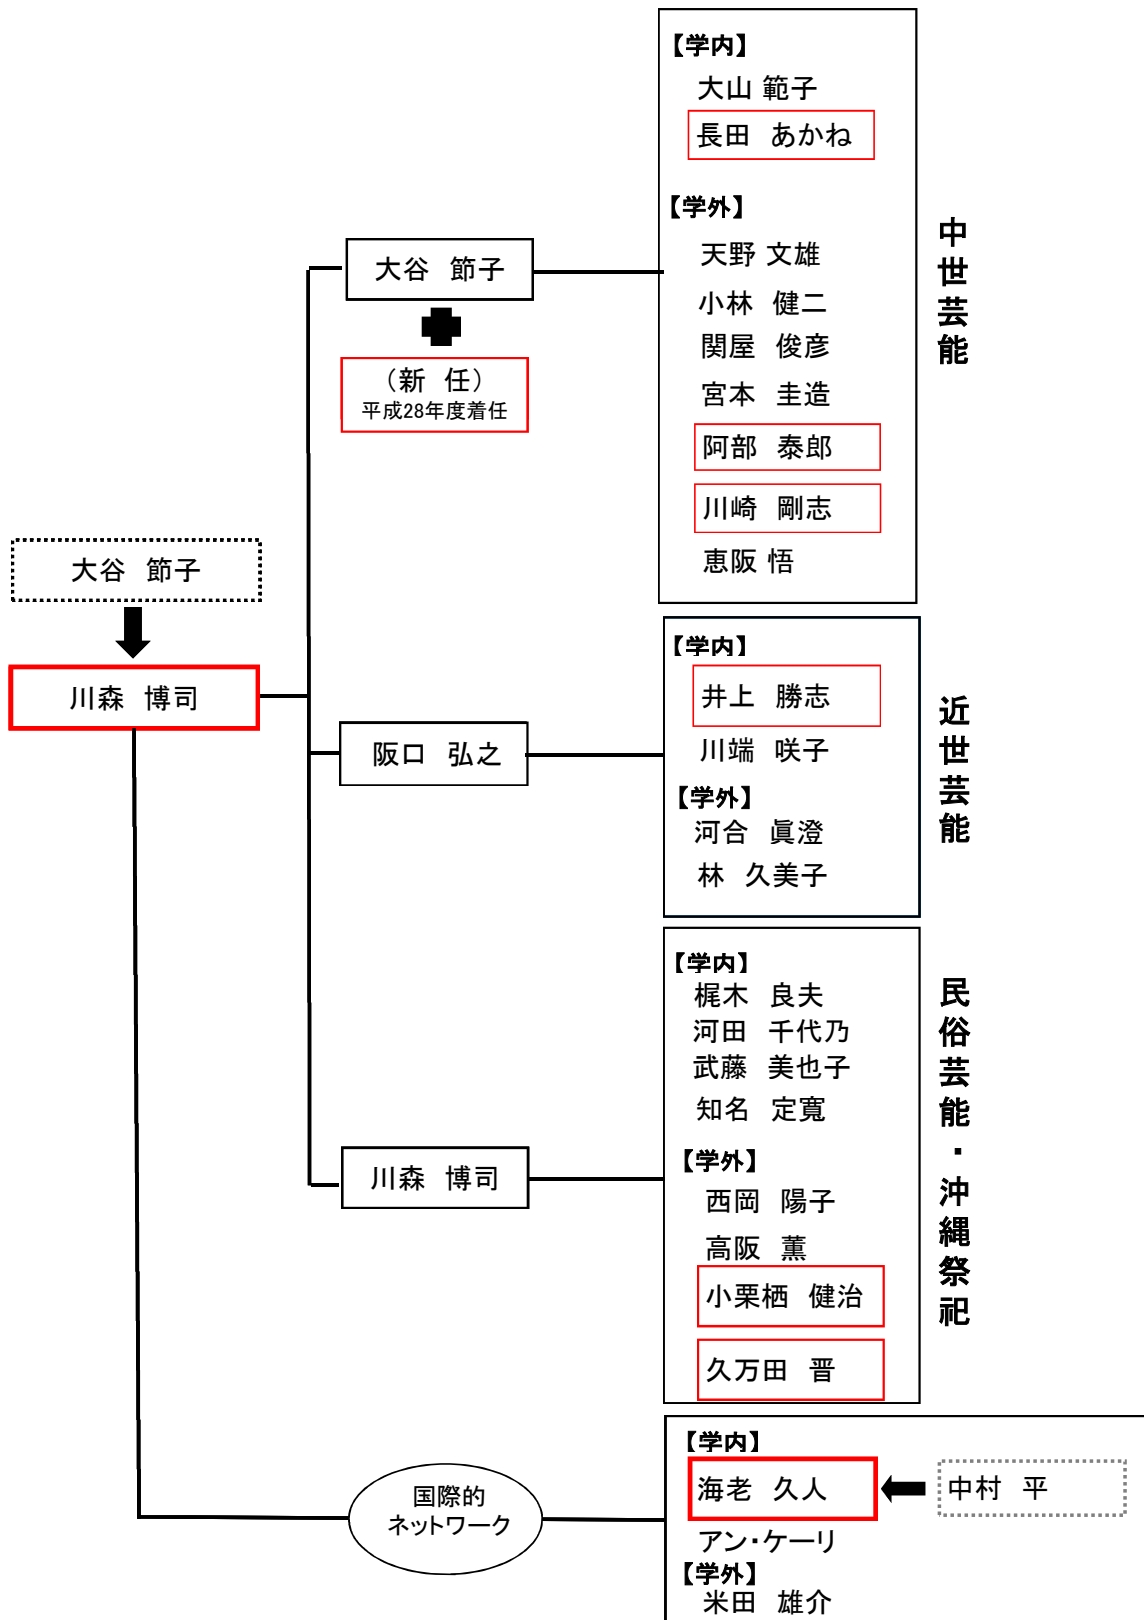 【学内】
大山 範子
長田　あかね
【学外】
天野 文雄
小林　健二
関屋　俊彦
宮本　圭造
阿部　泰郎
川崎　剛志
恵阪 悟
中世芸能
大谷　節子
（新　任）
平成28年度着任
大谷　節子
川森　博司
【学内】
井上　勝志
川端　咲子
【学外】
河合　眞澄
林　久美子
近世芸能
阪口　弘之
【学内】
梶木　良夫
河田　千代乃
武藤　美也子
知名　定寛
【学外】
西岡　陽子
高阪　薫
小栗栖　健治
久万田　晋
民俗芸能・沖縄祭祀
川森　博司
国際的
ネットワーク
【学内】
海老　久人
中村　平
アン・ケーリ
【学外】
米田　雄介